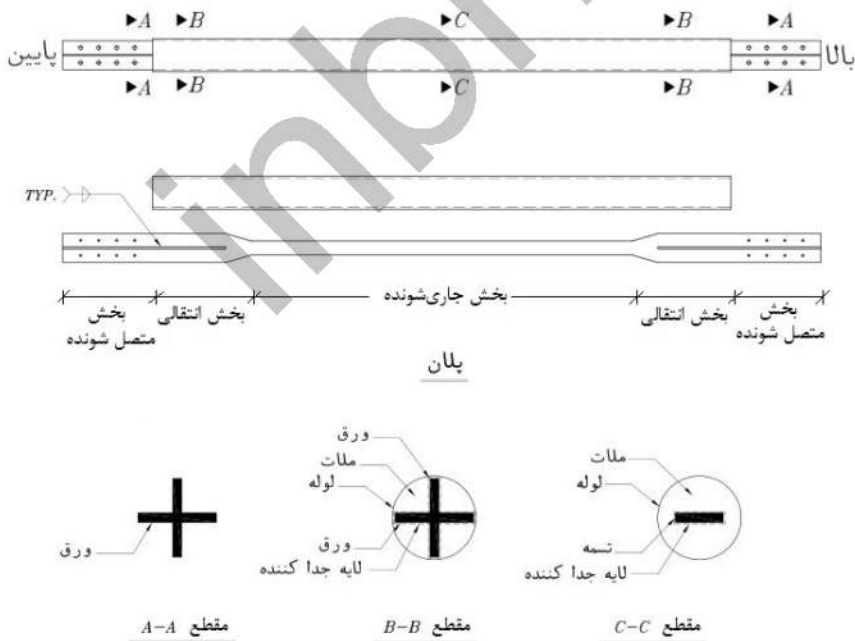 ▶A ▶B ▶C ▶B ▶A
پایین
بالا
▶A ▶B ▶C ▶B ▶A
TYP.
بخش متصل شونده
بخش انتقالی
بخش جاری‌شونده
بخش انتقالی
بخش متصل شونده
پلان
ورق
مقطع A-A
ورق
ملات
لوله
ورق
لایه جدا کننده
مقطع B-B
ملات
لوله
تسمه
لایه جدا کننده
مقطع C-C